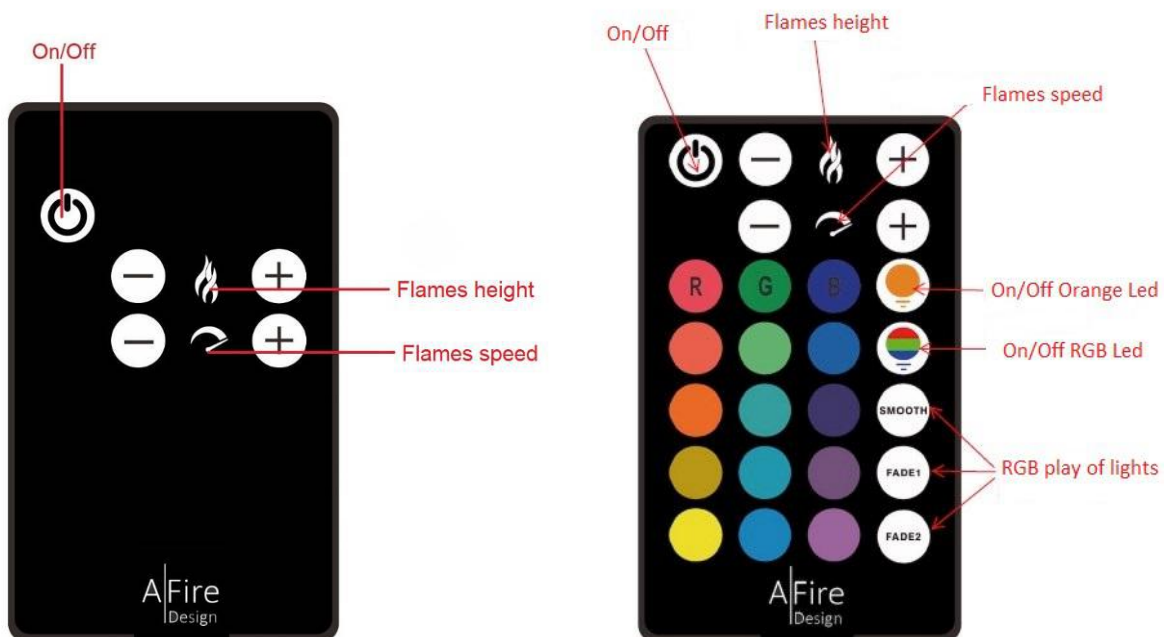 On/Off
Flames height
Flames speed
A Fire
Design
On/Off
Flames height
Flames speed
R G B
On/Off Orange Led
On/Off RGB Led
SMOOTH
FADE1
RGB play of lights
FADE2
A Fire
Design